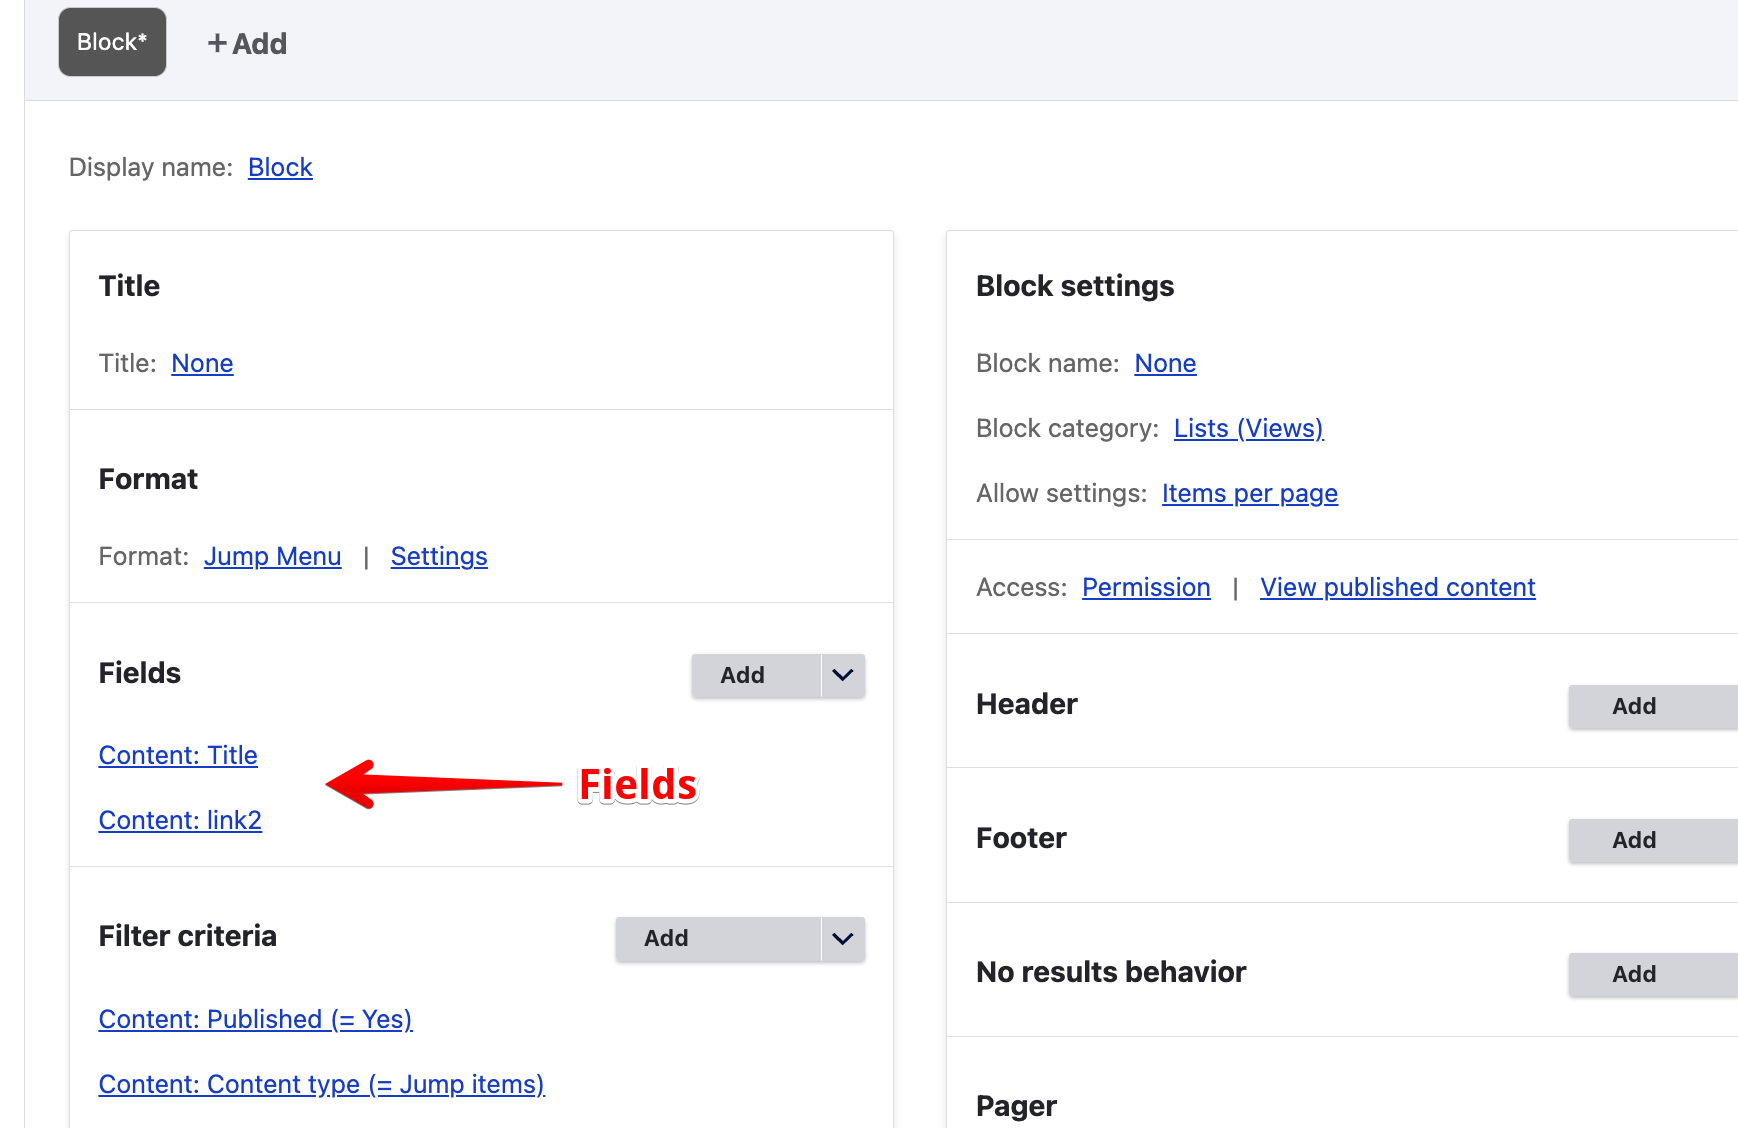 Block*
+ Add
Display name: Block
Title
Title: None
Format
Format: Jump Menu | Settings
Fields
Add
Content: Title
Fields
Content: link2
Filter criteria
Add
Content: Published (= Yes)
Content: Content type (= Jump items)
Block settings
Block name: None
Block category: Lists (Views)
Allow settings: Items per page
Access: Permission | View published content
Header
Add
Footer
Add
No results behavior
Add
Pager